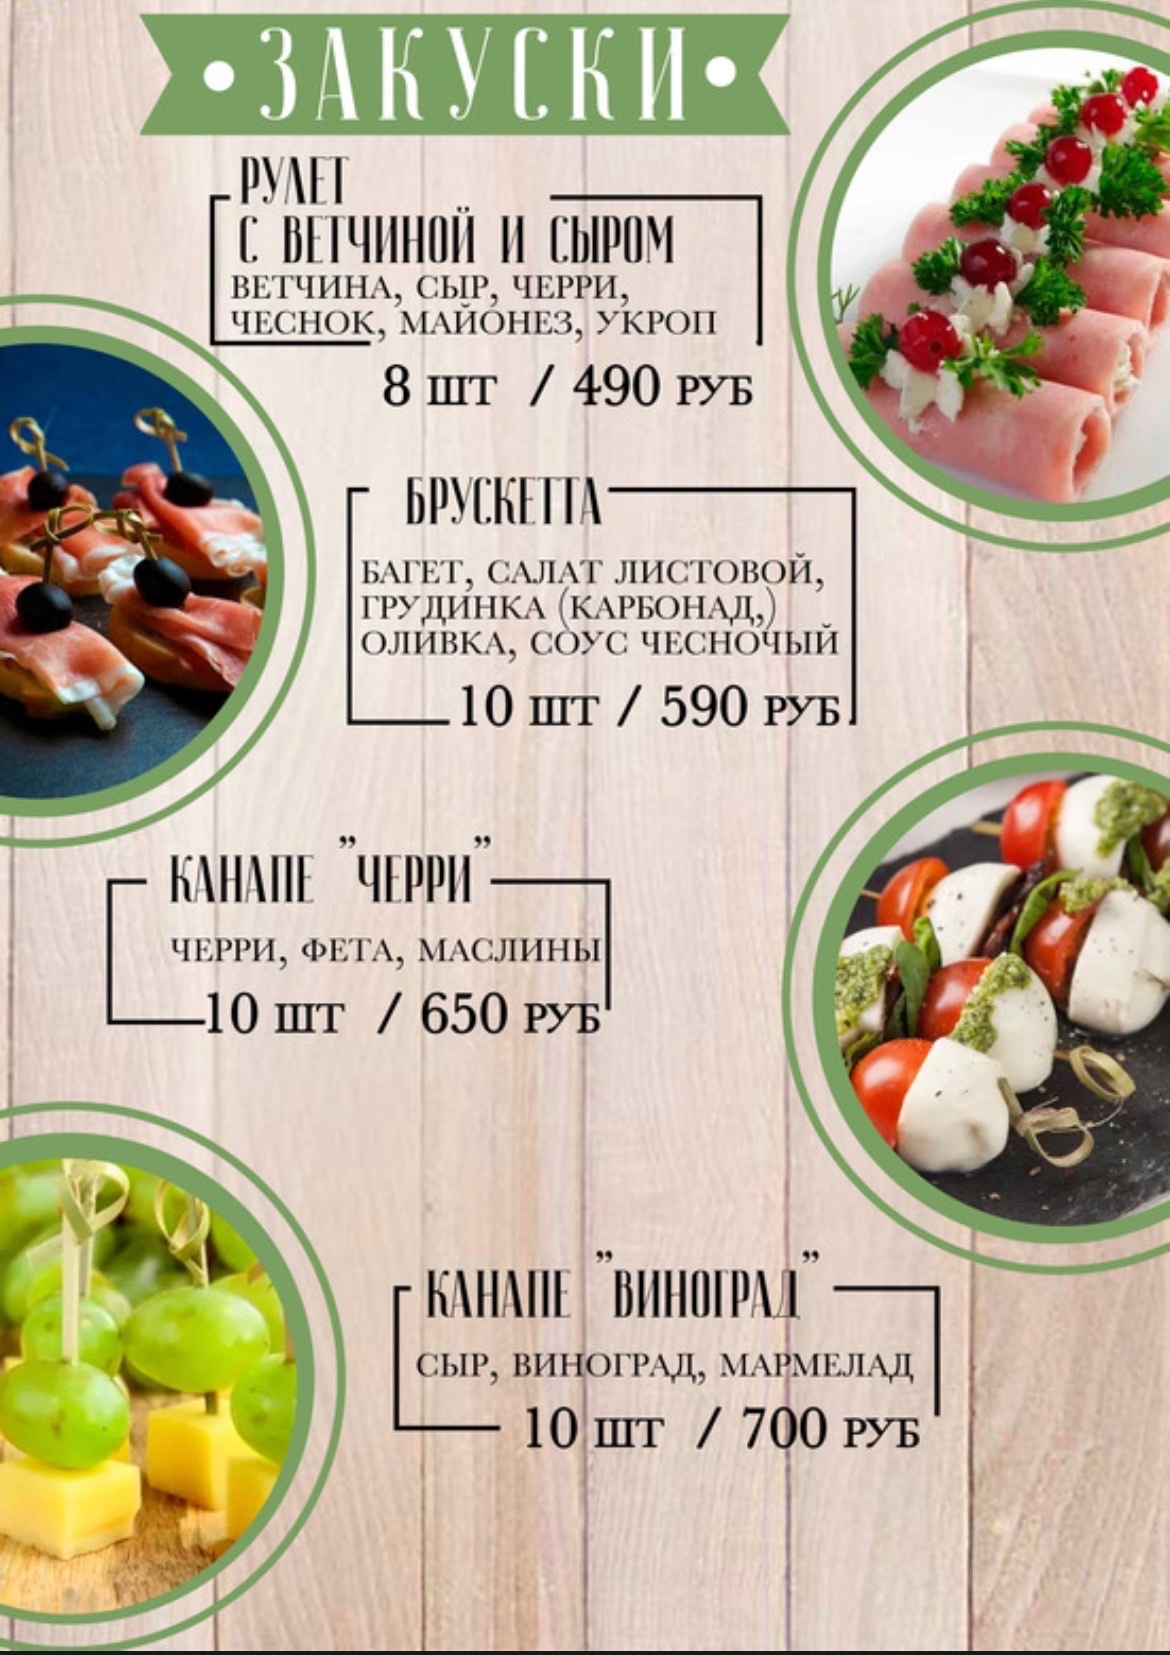 • ЗАКУСКИ •
РУЛЕТ
С ВЕТЧИНОЙ И СЫРОМ
ВЕТЧИНА, СЫР, ЧЕРРИ,
ЧЕСНОК, МАЙОНЕЗ, УКРОП
8 ШТ / 490 РУБ
БРУСКЕТТА
БАГЕТ, САЛАТ ЛИСТОВОЙ,
ГРУДИНКА (КАРБОНАД,)
ОЛИВКА, СОУС ЧЕСНОЧЫЙ
10 ШТ / 590 РУБ
КАНАПЕ "ЧЕРРИ"
ЧЕРРИ, ФЕТА, МАСЛИНЫ
10 ШТ / 650 РУБ
КАНАПЕ "ВИНОГРАД"
СЫР, ВИНОГРАД, МАРМЕЛАД
10 ШТ / 700 РУБ